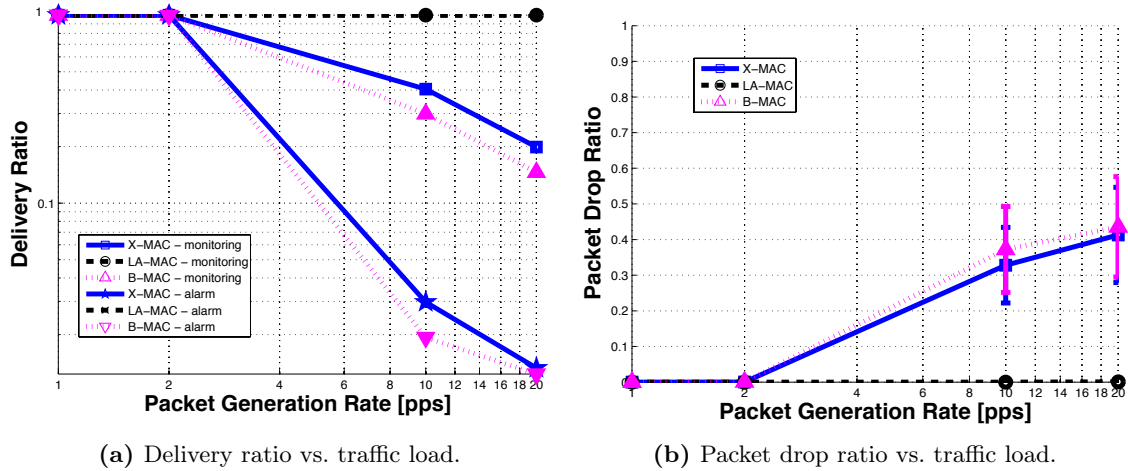 1
0.1
Delivery Ratio
X−MAC − monitoring
LA−MAC − monitoring
B−MAC − monitoring
X−MAC − alarm
LA−MAC − alarm
B−MAC − alarm
1 2 4 6 8 10 12 14 16 18 20
Packet Generation Rate [pps]
(a) Delivery ratio vs. traffic load.
1
0.9
0.8
0.7
0.6
0.5
0.4
0.3
0.2
0.1
0
Packet Drop Ratio
X−MAC
LA−MAC
B−MAC
1 2 4 6 8 10 12 14 16 18 20
Packet Generation Rate [pps]
(b) Packet drop ratio vs. traffic load.